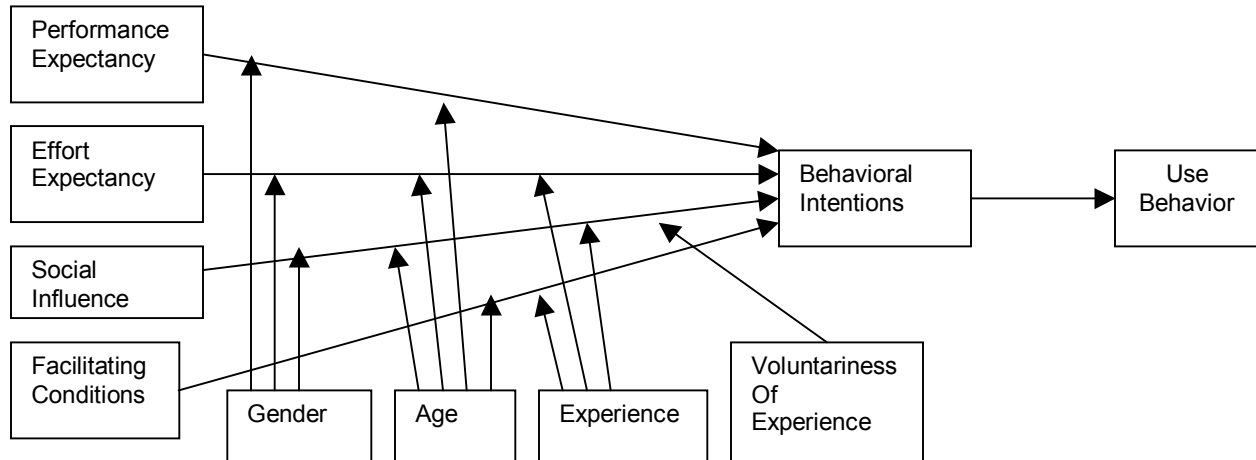 Performance
Expectancy
Effort
Expectancy
Social
Influence
Facilitating
Conditions
Gender
Age
Experience
Voluntariness
Of
Experience
Behavioral
Intentions
Use
Behavior